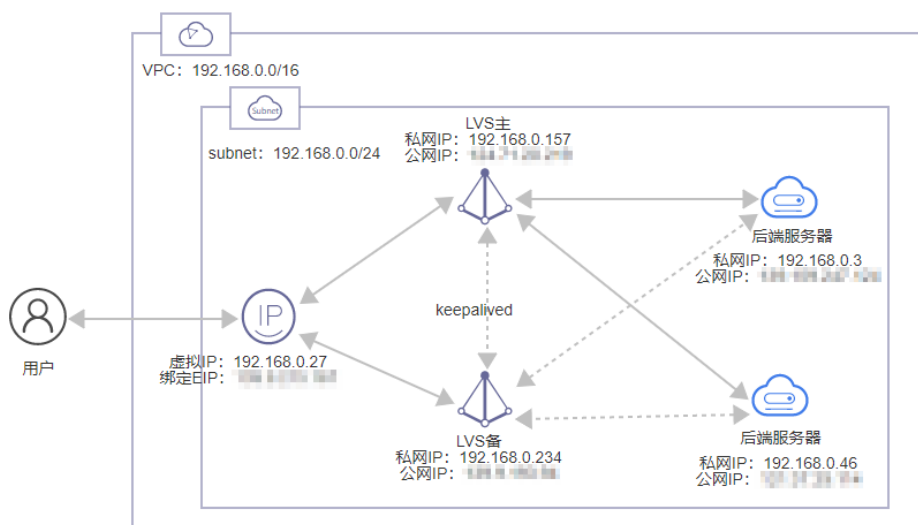 VPC：192.168.0.0/16
Subnet
subnet：192.168.0.0/24
LVS主
私网IP：192.168.0.157
公网IP：
后端服务器
私网IP：192.168.0.3
公网IP：
keepalived
IP
用户
虚拟IP：192.168.0.27
绑定EIP：
LVS备
私网IP：192.168.0.234
公网IP：
后端服务器
私网IP：192.168.0.46
公网IP：